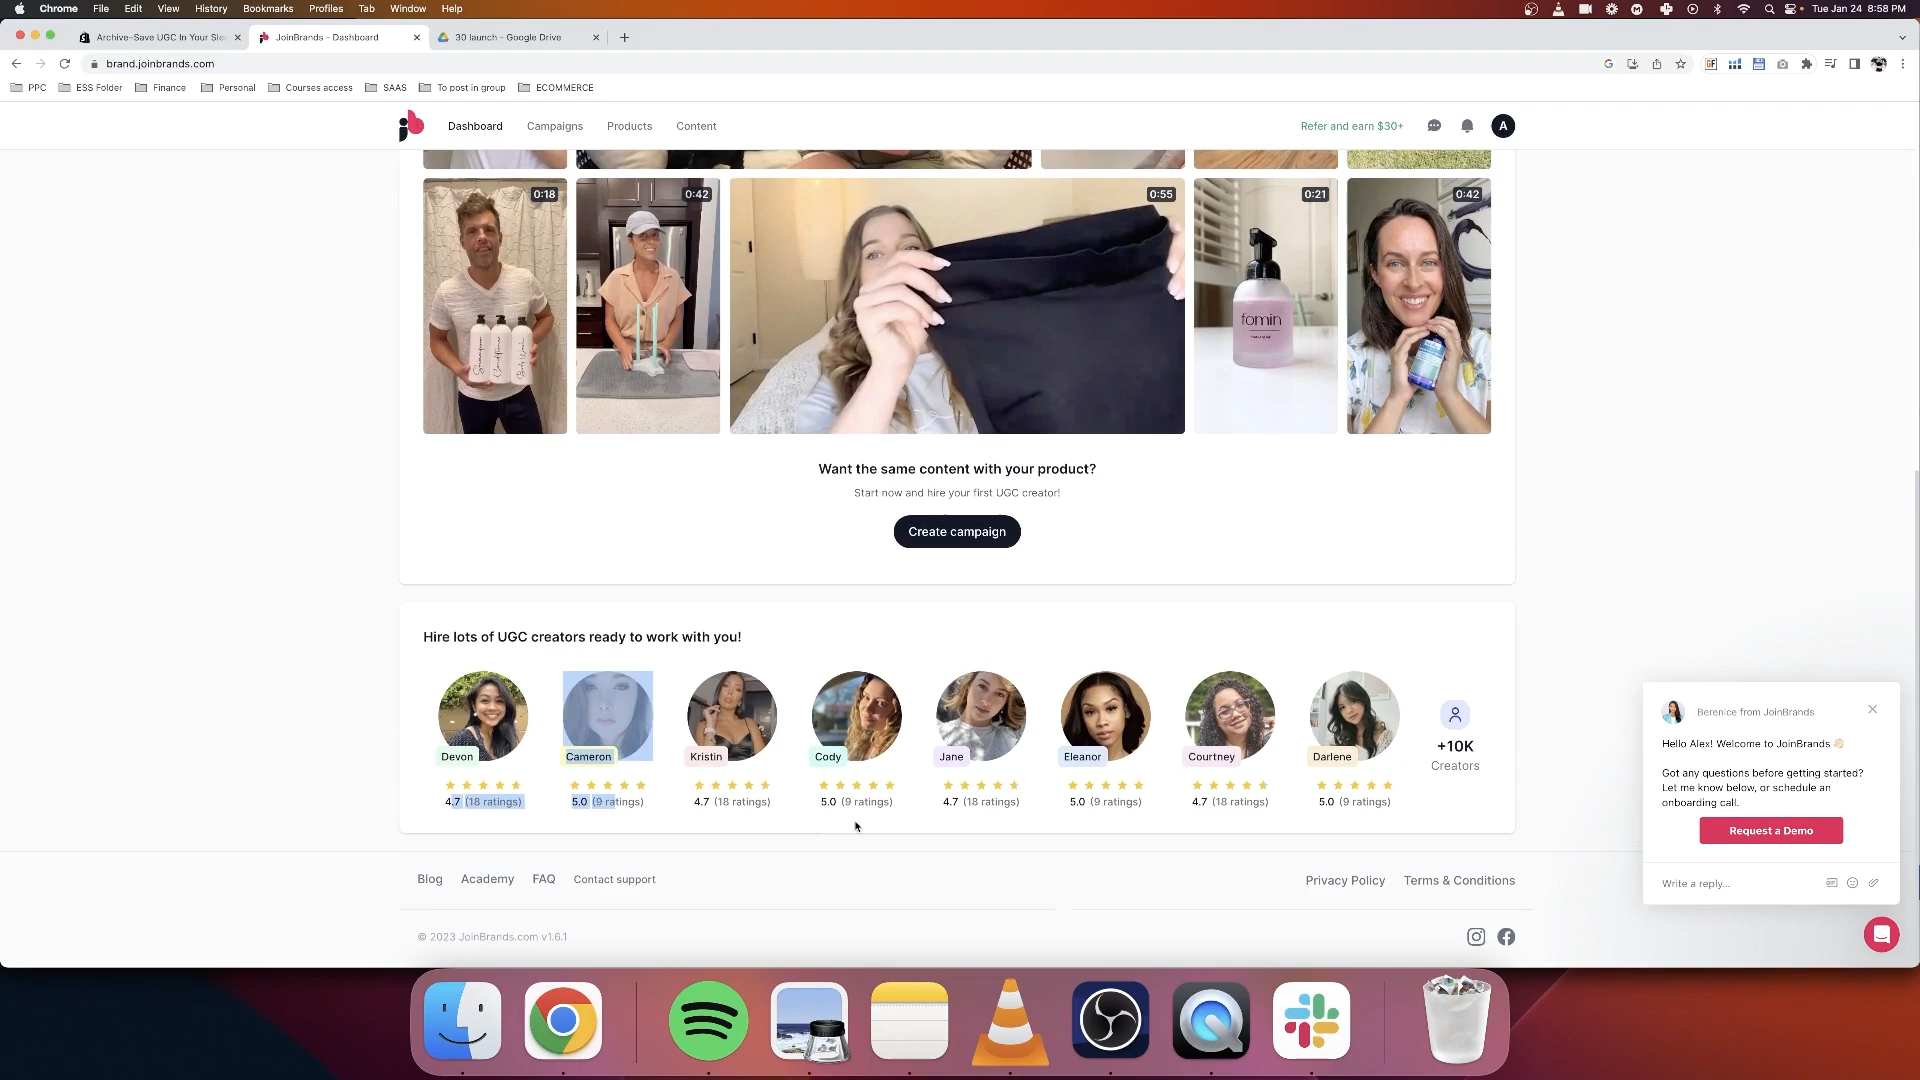 Chrome File Edit View History Bookmarks Profiles Tab Window Help
Tue Jan 24 8:58 PM
Archive–Save UGC In Your Sle
JoinBrands - Dashboard
30 launch - Google Drive
brand.joinbrands.com
PPC ESS Folder Finance Personal Courses access SAAS To post in group ECOMMERCE
Dashboard Campaigns Products Content
Refer and earn $30+
A
0:18 0:42 0:55 0:21 0:42
Shampoo Conditioner Body Wash
fomin
Want the same content with your product?
Start now and hire your first UGC creator!
Create campaign
Hire lots of UGC creators ready to work with you!
Devon Cameron Kristin Cody Jane Eleanor Courtney Darlene
4.7 (18 ratings) 5.0 (9 ratings) 4.7 (18 ratings) 5.0 (9 ratings) 4.7 (18 ratings) 5.0 (9 ratings) 4.7 (18 ratings) 5.0 (9 ratings)
+10K
Creators
Berenice from JoinBrands
Hello Alex! Welcome to JoinBrands 👋🏻
Got any questions before getting started?
Let me know below, or schedule an
onboarding call.
Request a Demo
Write a reply...
Blog Academy FAQ Contact support
Privacy Policy Terms & Conditions
© 2023 JoinBrands.com v1.6.1